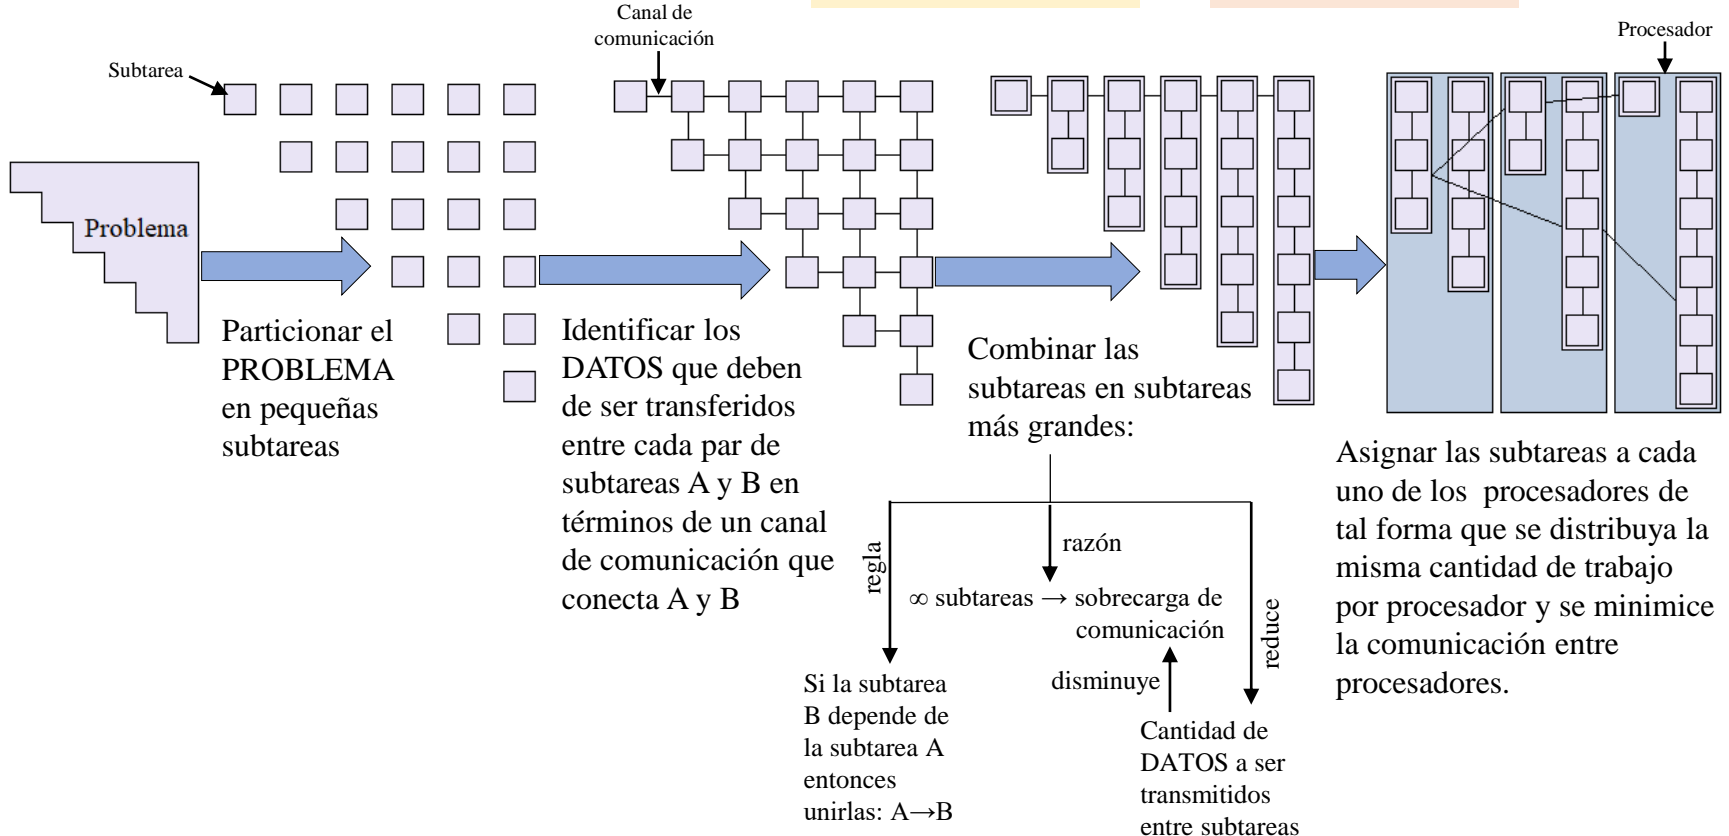 Subtarea
Canal de
comunicación
Procesador
Problema
Particionar el
PROBLEMA
en pequeñas
subtareas
Identificar los
DATOS que deben
de ser transferidos
entre cada par de
subtareas A y B en
términos de un canal
de comunicación que
conecta A y B
Combinar las
subtareas en subtareas
más grandes:
regla
razón
reduce
∞ subtareas → sobrecarga de
comunicación
disminuye
Si la subtarea
B depende de
la subtarea A
entonces
unirlas: A→B
Cantidad de
DATOS a ser
transmitidos
entre subtareas
Asignar las subtareas a cada
uno de los  procesadores de
tal forma que se distribuya la
misma cantidad de trabajo
por procesador y se minimice
la comunicación entre
procesadores.